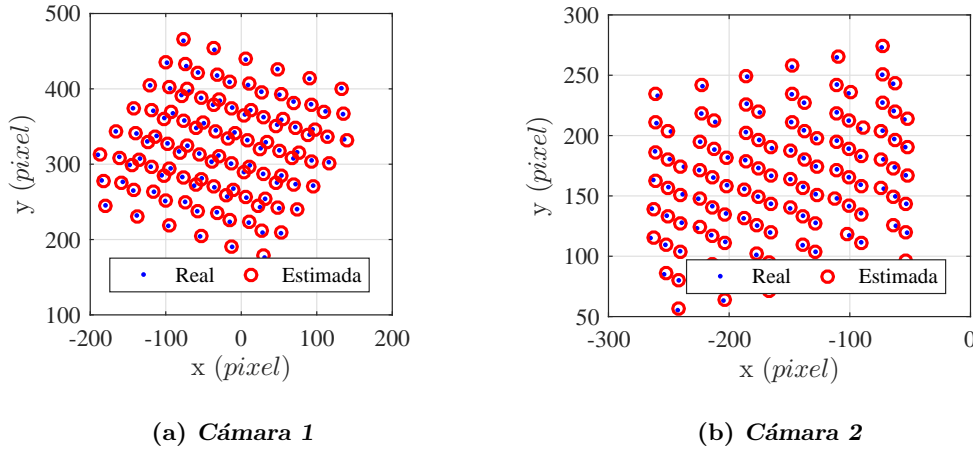 500
400
300
200
100
-200
-100
0
100
200
y (pixel)
x (pixel)
Real
Estimada
(a) Cámara 1
300
250
200
150
100
50
-300
-200
-100
0
y (pixel)
x (pixel)
Real
Estimada
(b) Cámara 2